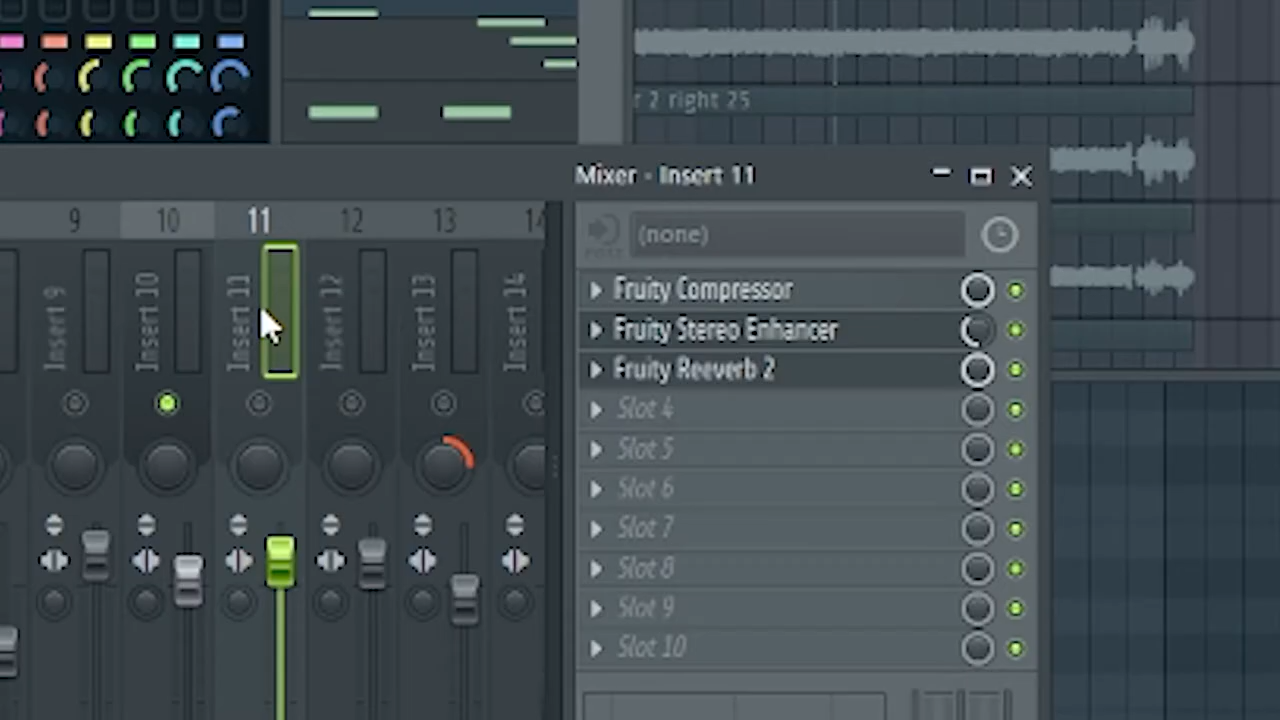 r 2 right 25
Mixer - Insert 11
9 10 11 12 13 14
(none)
Insert 9
Insert 10
Insert 11
Insert 12
Insert 13
Insert 14
Fruity Compressor
Fruity Stereo Enhancer
Fruity Reeverb 2
Slot 4
Slot 5
Slot 6
Slot 7
Slot 8
Slot 9
Slot 10